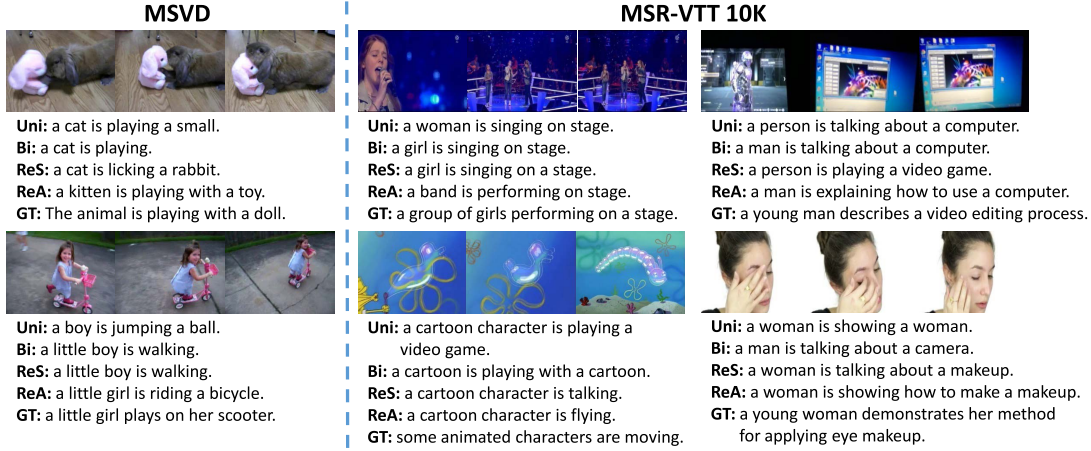 MSVD
Uni: a cat is playing a small.
Bi: a cat is playing.
ReS: a cat is licking a rabbit.
ReA: a kitten is playing with a toy.
GT: The animal is playing with a doll.
Uni: a boy is jumping a ball.
Bi: a little boy is walking.
ReS: a little boy is walking.
ReA: a little girl is riding a bicycle.
GT: a little girl plays on her scooter.
MSR-VTT 10K
Uni: a woman is singing on stage.
Bi: a girl is singing on stage.
ReS: a girl is singing on a stage.
ReA: a band is performing on stage.
GT: a group of girls performing on a stage.
Uni: a person is talking about a computer.
Bi: a man is talking about a computer.
ReS: a person is playing a video game.
ReA: a man is explaining how to use a computer.
GT: a young man describes a video editing process.
Uni: a cartoon character is playing a
video game.
Bi: a cartoon is playing with a cartoon.
ReS: a cartoon character is talking.
ReA: a cartoon character is flying.
GT: some animated characters are moving.
Uni: a woman is showing a woman.
Bi: a man is talking about a camera.
ReS: a woman is talking about a makeup.
ReA: a woman is showing how to make a makeup.
GT: a young woman demonstrates her method
for applying eye makeup.